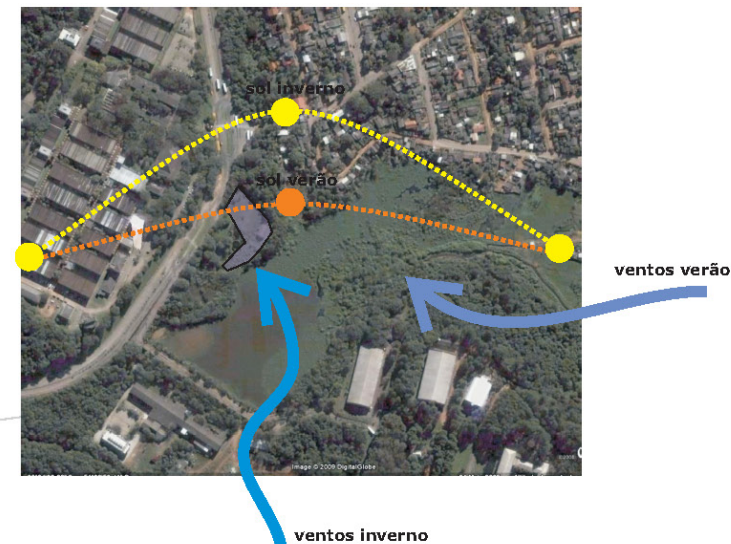 sol inverno
sol verão
ventos verão
Image © 2009 DigitalGlobe
ventos inverno